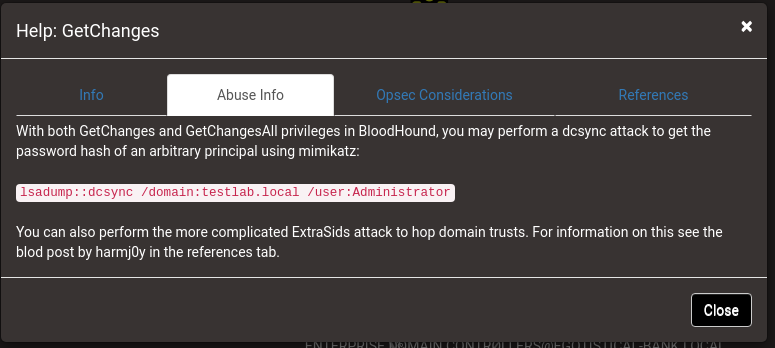 Help: GetChanges
×
Info
Abuse Info
Opsec Considerations
References
With both GetChanges and GetChangesAll privileges in BloodHound, you may perform a dcsync attack to get the
password hash of an arbitrary principal using mimikatz:
lsadump::dcsync /domain:testlab.local /user:Administrator
You can also perform the more complicated ExtraSids attack to hop domain trusts. For information on this see the
blod post by harmj0y in the references tab.
Close